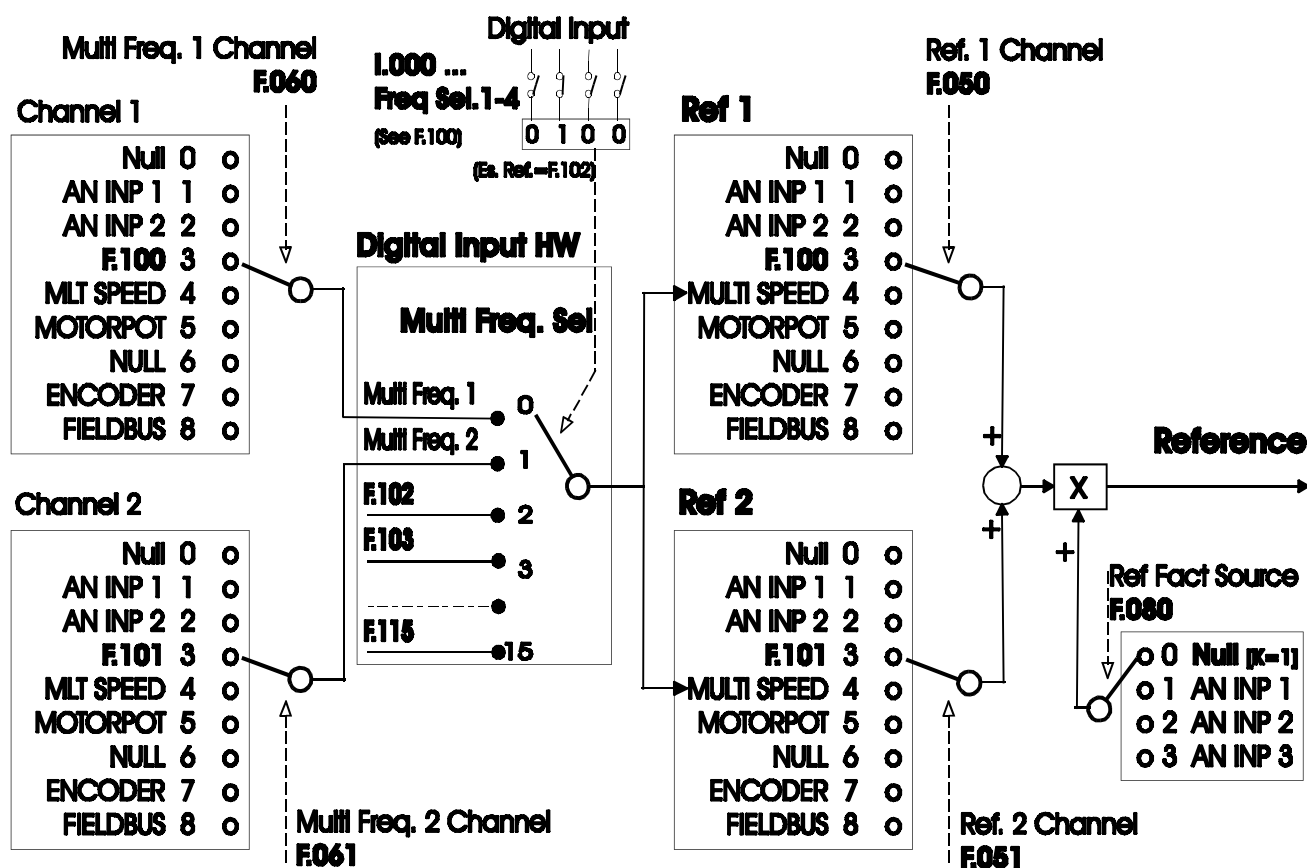 Multi Freq. 1 Channel
F.060
Channel 1
Null 0
AN INP 1 1
AN INP 2 2
F.100 3
MLT SPEED 4
MOTORPOT 5
NULL 6
ENCODER 7
FIELDBUS 8
Digital Input
I.000 ...
Freq Sel.1-4
(See F.100)
0 1 0 0
(Es. Ref.=F.102)
Digital Input HW
Multi Freq. Sel
Multi Freq. 1
0
Multi Freq. 2
1
F.102
2
F.103
3
F.115
15
Ref. 1 Channel
F.050
Ref 1
Null 0
AN INP 1 1
AN INP 2 2
F.100 3
MULTI SPEED 4
MOTORPOT 5
NULL 6
ENCODER 7
FIELDBUS 8
Channel 2
Null 0
AN INP 1 1
AN INP 2 2
F.101 3
MLT SPEED 4
MOTORPOT 5
NULL 6
ENCODER 7
FIELDBUS 8
Multi Freq. 2 Channel
F.061
Ref 2
Null 0
AN INP 1 1
AN INP 2 2
F.101 3
MULTI SPEED 4
MOTORPOT 5
NULL 6
ENCODER 7
FIELDBUS 8
Ref. 2 Channel
F.051
+
+
X
Reference
+
Ref Fact Source
F.080
0 Null [K=1]
1 AN INP 1
2 AN INP 2
3 AN INP 3